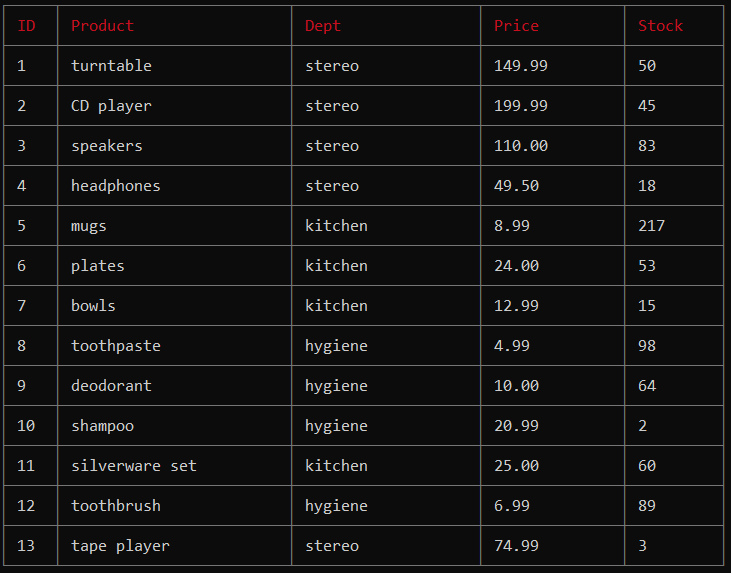 ID Product Dept Price Stock
1 turntable stereo 149.99 50
2 CD player stereo 199.99 45
3 speakers stereo 110.00 83
4 headphones stereo 49.50 18
5 mugs kitchen 8.99 217
6 plates kitchen 24.00 53
7 bowls kitchen 12.99 15
8 toothpaste hygiene 4.99 98
9 deodorant hygiene 10.00 64
10 shampoo hygiene 20.99 2
11 silverware set kitchen 25.00 60
12 toothbrush hygiene 6.99 89
13 tape player stereo 74.99 3